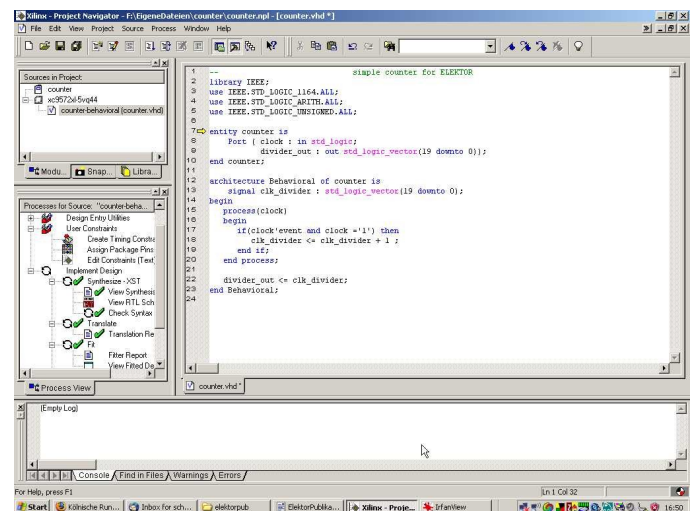 Xilinx - Project Navigator - F:\EigeneDateien\counter\counter.npl - [counter.vhd *]
File Edit View Project Source Process Window Help
Sources in Project:
counter
xc9572xl-5vq44
counter-behavioral (counter.vhd)
Modu... Snap... Libra...
Processes for Source: "counter-beha...
Design Entry Utilities
User Constraints
Create Timing Constra
Assign Package Pins
Edit Constraints (Text
Implement Design
Synthesize - XST
View Synthesis
View RTL Sch
Check Syntax
Translate
Translation Re
Fit
Fitter Report
View Fitted De
Process View
1 -- simple counter for ELEKTOR
2 library IEEE;
3 use IEEE.STD_LOGIC_1164.ALL;
4 use IEEE.STD_LOGIC_ARITH.ALL;
5 use IEEE.STD_LOGIC_UNSIGNED.ALL;
6
7 entity counter is
8 Port ( clock : in std_logic;
9 divider_out : out std_logic_vector(19 downto 0));
10 end counter;
11
12 architecture Behavioral of counter is
13 signal clk_divider : std_logic_vector(19 downto 0);
14 begin
15 process(clock)
16 begin
17 if(clock'event and clock ='1') then
18 clk_divider <= clk_divider + 1 ;
19 end if;
20 end process;
21
22 divider_out <= clk_divider;
23 end Behavioral;
24
counter.vhd *
(Empty Log)
Console Find in Files Warnings Errors
For Help, press F1
Ln 1 Col 32
Start Kölnische Run... Inbox for sch... elektorpub ElektorPublika... Xilinx - Proje... IrfanView 16:50